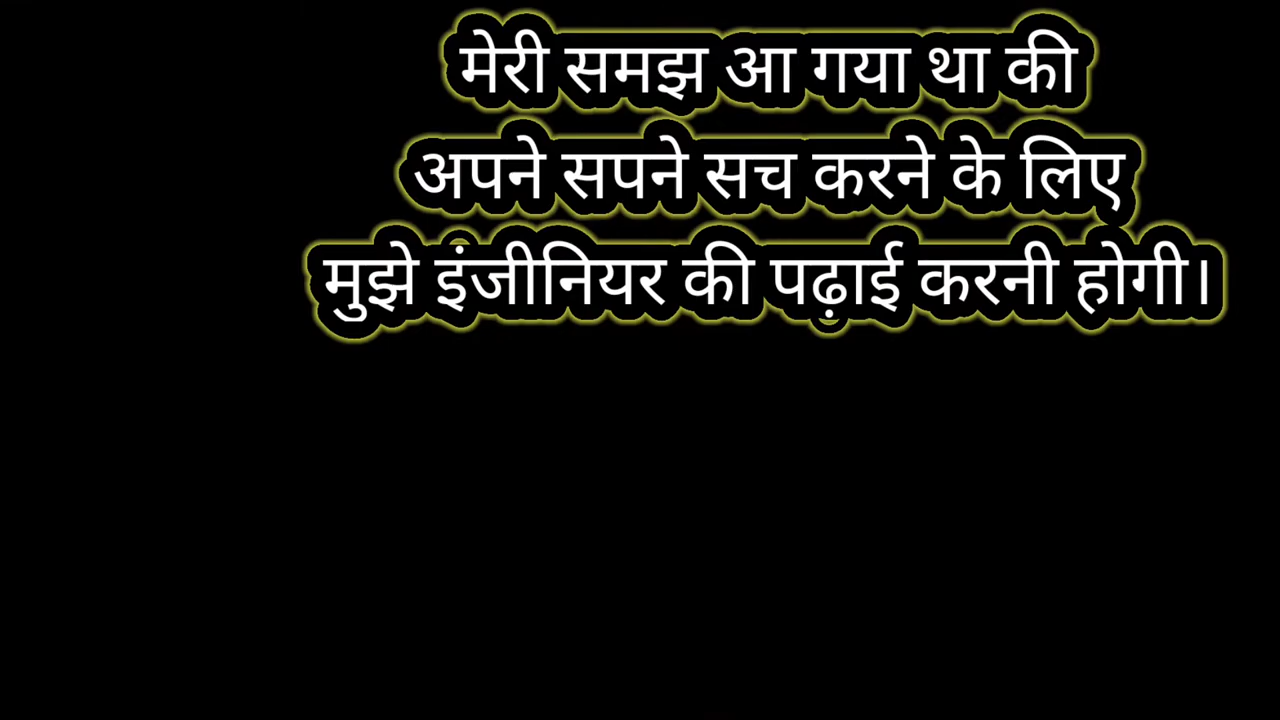 मेरी समझ आ गया था की
अपने सपने सच करने के लिए
मुझे इंजीनियर की पढ़ाई करनी होगी।